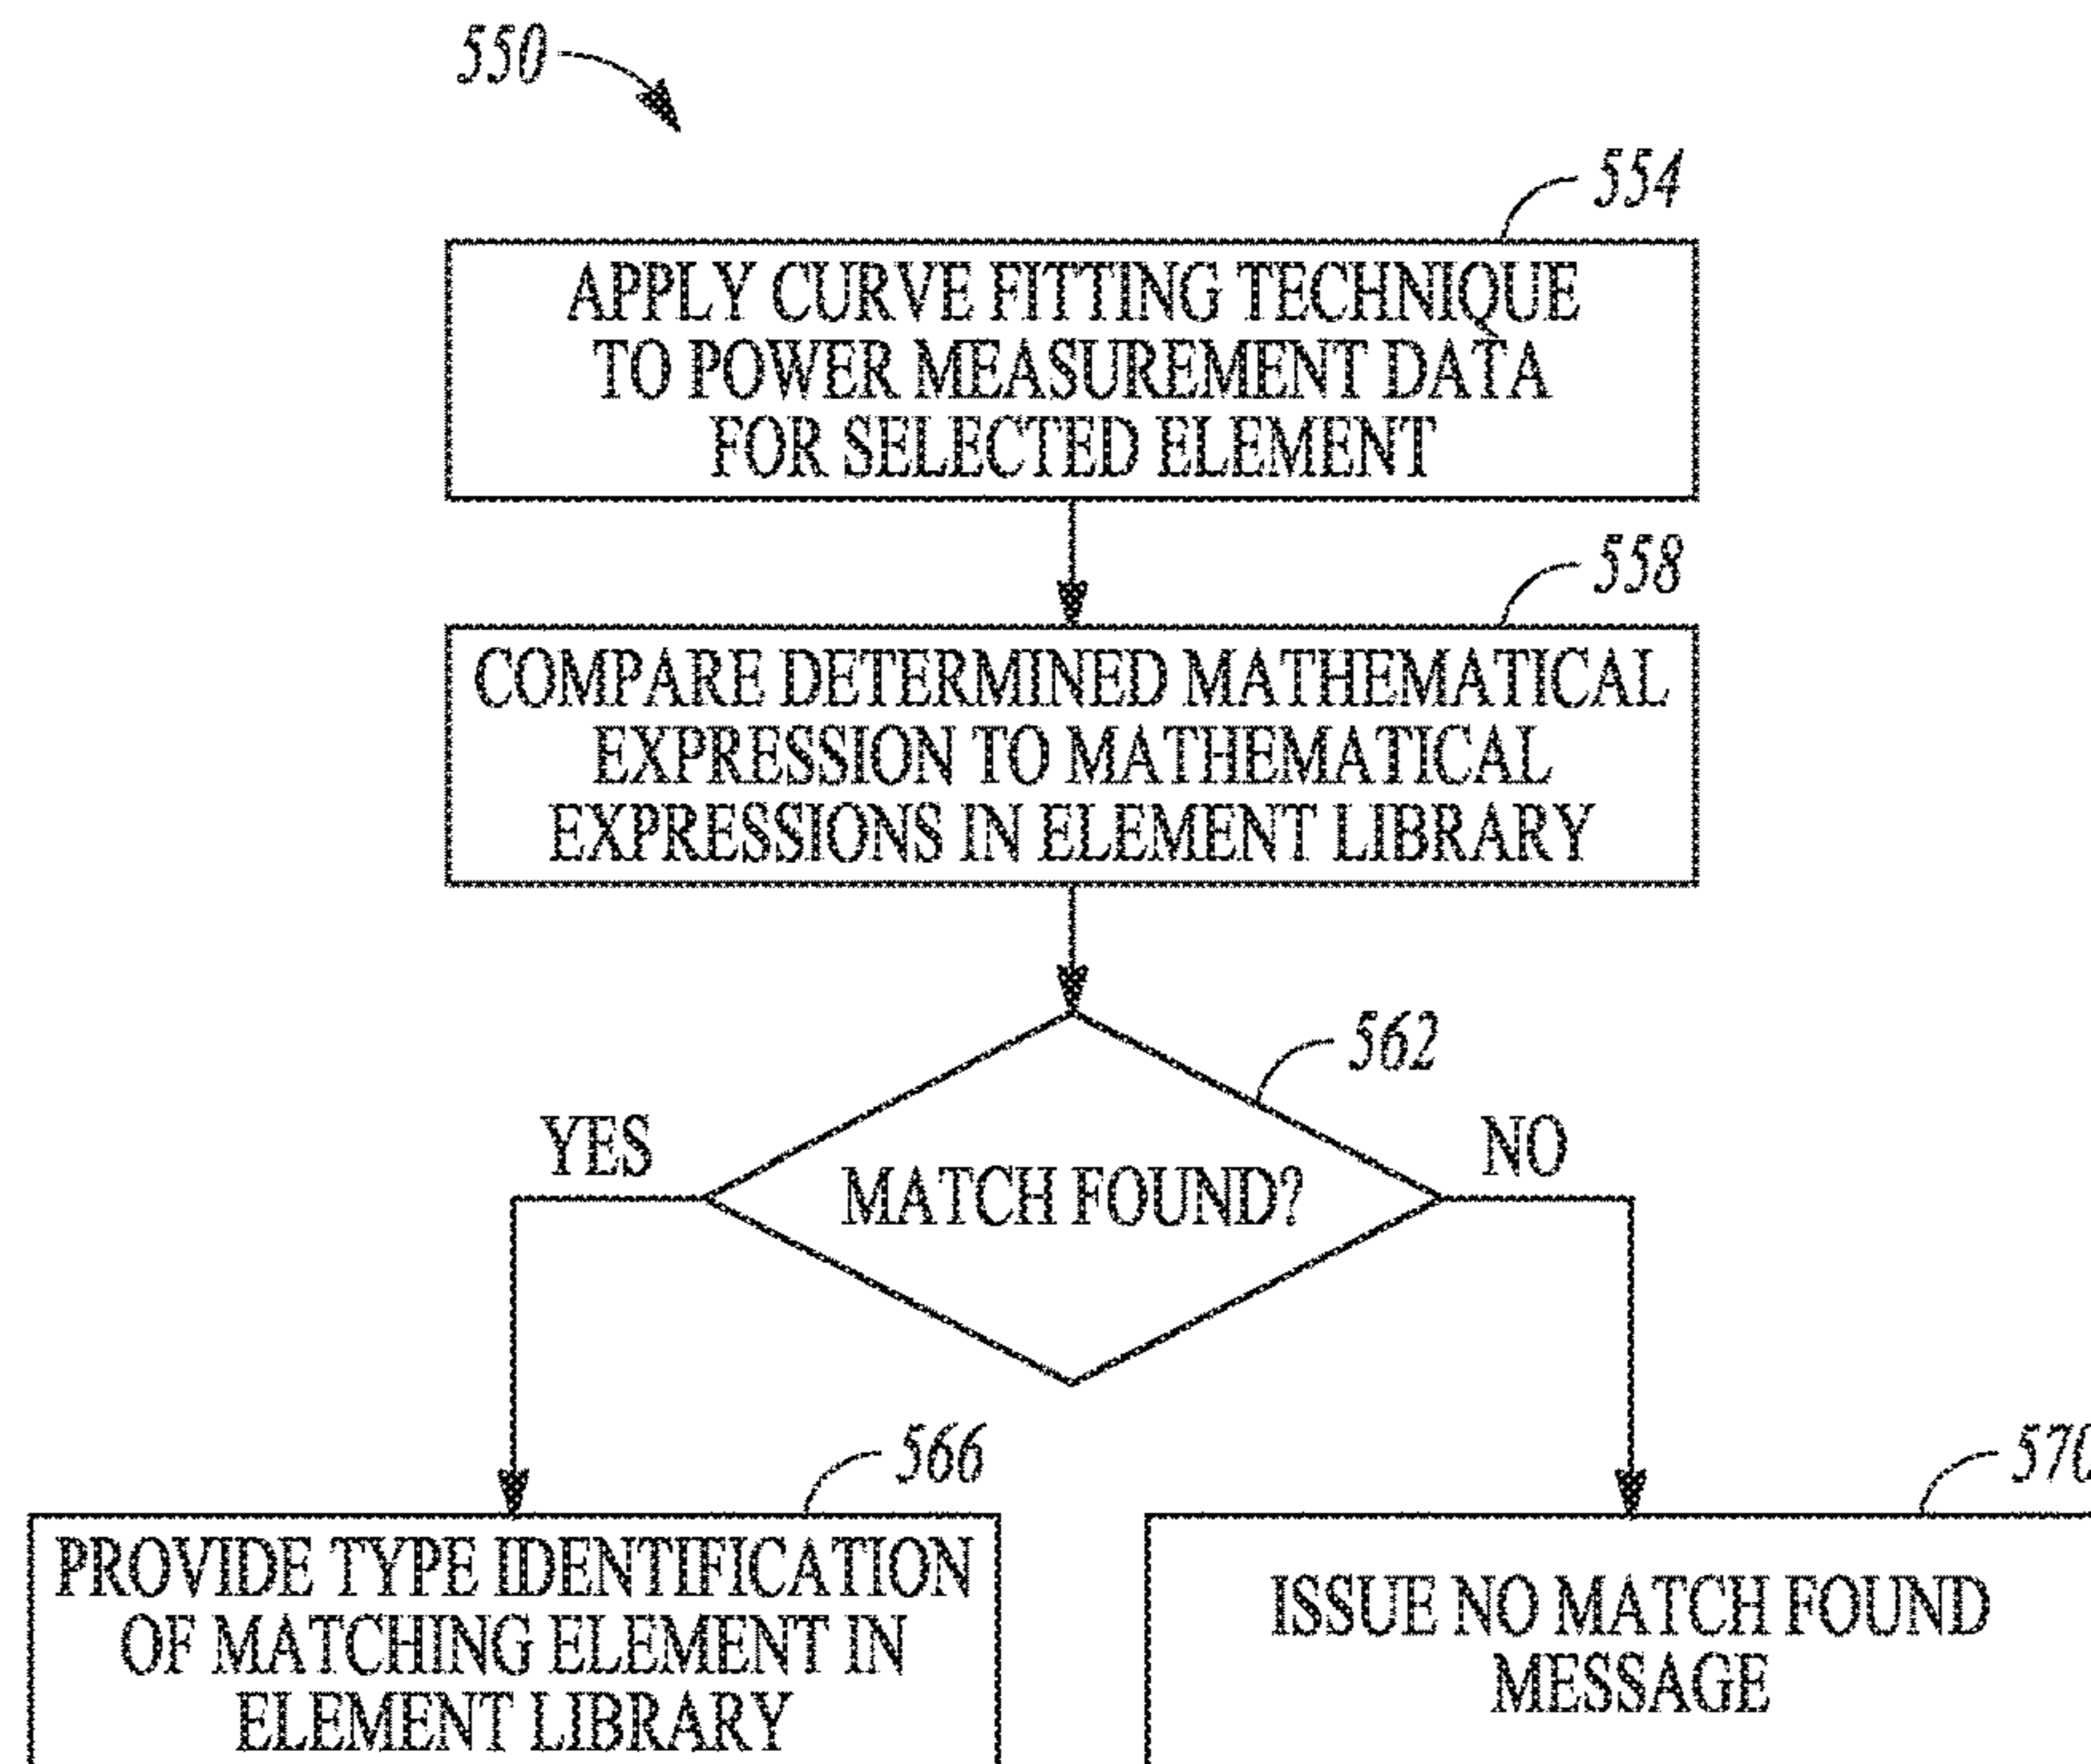 550
554
APPLY CURVE FITTING TECHNIQUE
TO POWER MEASUREMENT DATA
FOR SELECTED ELEMENT
558
COMPARE DETERMINED MATHEMATICAL
EXPRESSION TO MATHEMATICAL
EXPRESSIONS IN ELEMENT LIBRARY
562
YES
NO
MATCH FOUND?
566
570
PROVIDE TYPE IDENTIFICATION
OF MATCHING ELEMENT IN
ELEMENT LIBRARY
ISSUE NO MATCH FOUND
MESSAGE